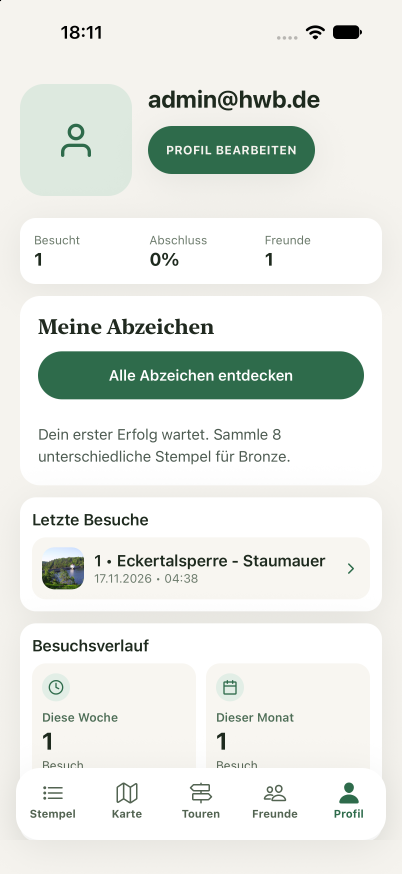 18:11
admin@hwb.de
PROFIL BEARBEITEN
Besucht
1
Abschluss
0%
Freunde
1
Meine Abzeichen
Alle Abzeichen entdecken
Dein erster Erfolg wartet. Sammle 8
unterschiedliche Stempel für Bronze.
Letzte Besuche
1 • Eckertalsperre - Staumauer
17.11.2026 • 04:38
Besuchsverlauf
Diese Woche
1
Besuch
Dieser Monat
1
Besuch
Stempel
Karte
Touren
Freunde
Profil